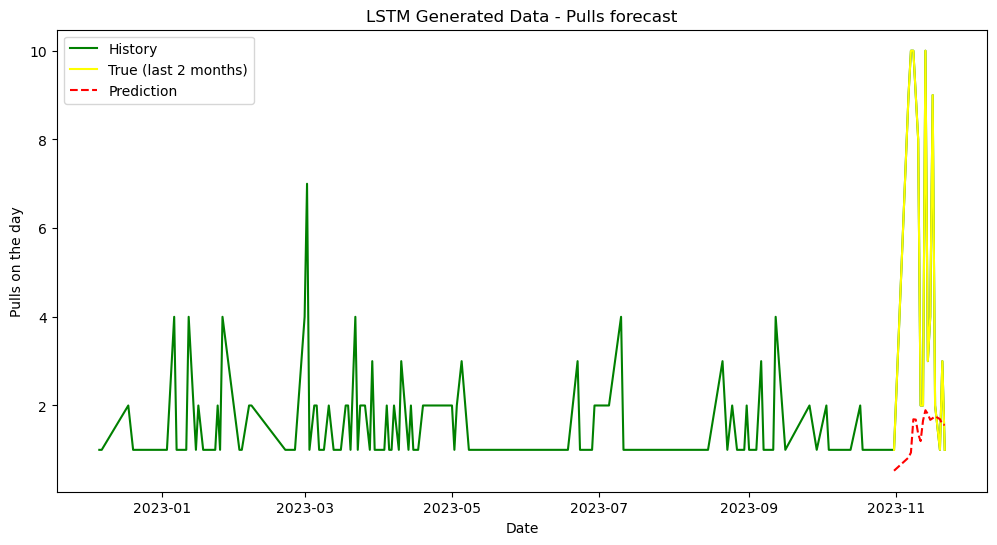 LSTM Generated Data - Pulls forecast
History
True (last 2 months)
Prediction
Pulls on the day
10
8
6
4
2
2023-01
2023-03
2023-05
2023-07
2023-09
2023-11
Date